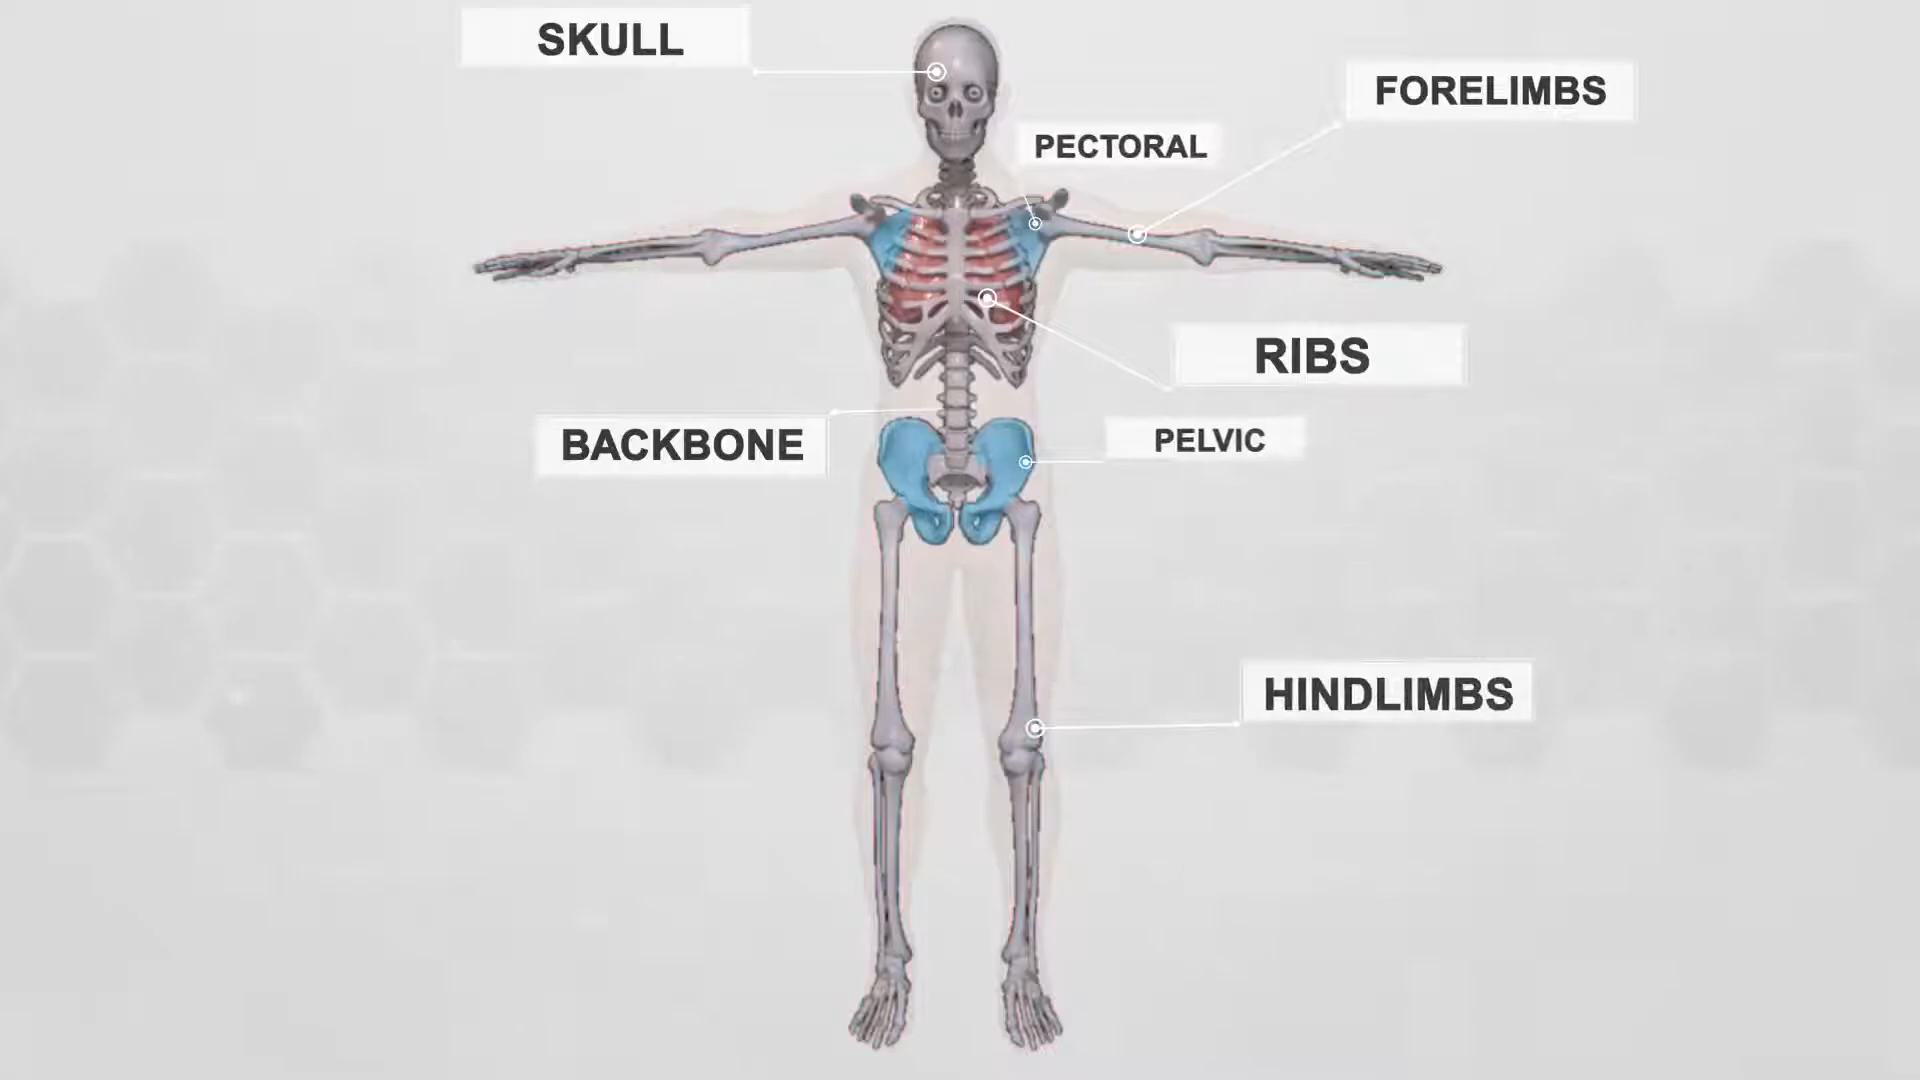 SKULL
FORELIMBS
PECTORAL
RIBS
BACKBONE
PELVIC
HINDLIMBS